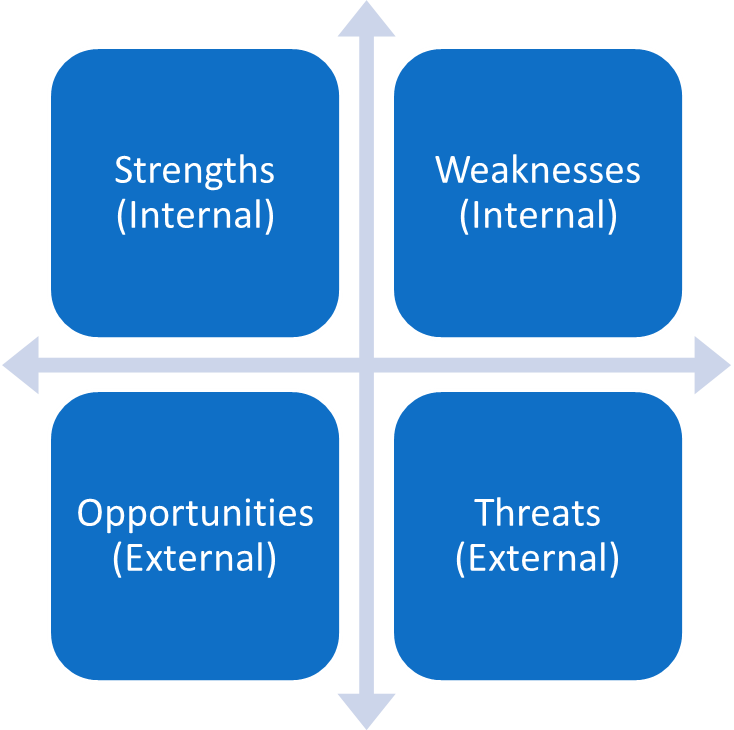 Strengths
(Internal)
Weaknesses
(Internal)
Opportunities
(External)
Threats
(External)